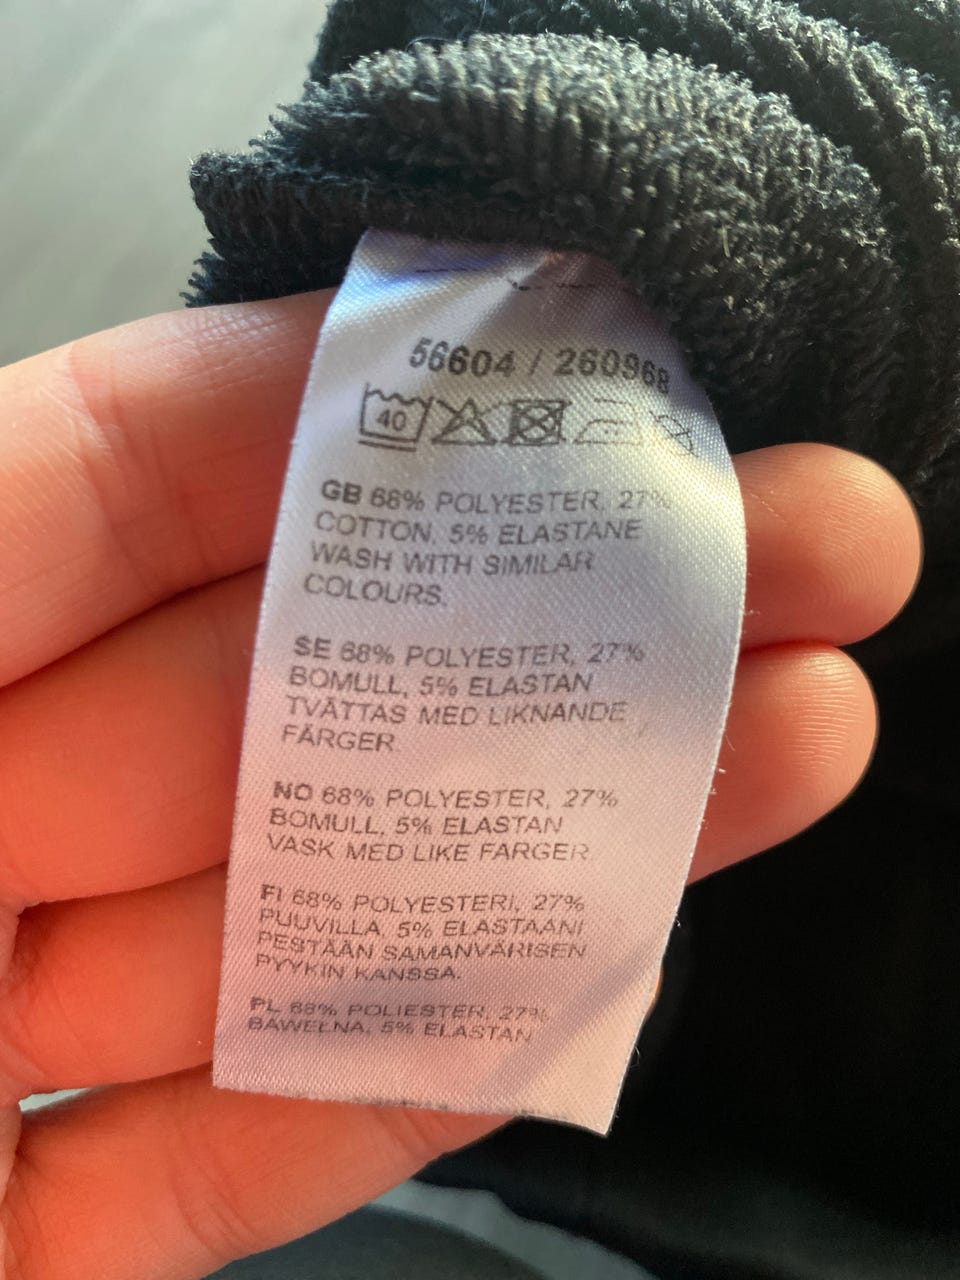 56604 / 260968
40
GB 68% POLYESTER, 27%
COTTON, 5% ELASTANE
WASH WITH SIMILAR
COLOURS.
SE 68% POLYESTER, 27%
BOMULL, 5% ELASTAN
TVÄTTAS MED LIKNANDE
FÄRGER.
NO 68% POLYESTER, 27%
BOMULL, 5% ELASTAN
VASK MED LIKE FARGER.
FI 68% POLYESTERI, 27%
PUUVILLA, 5% ELASTAANI
PESTÄÄN SAMANVÄRISEN
PYYKIN KANSSA.
PL 68% POLIESTER, 27%
BAWEŁNA, 5% ELASTAN